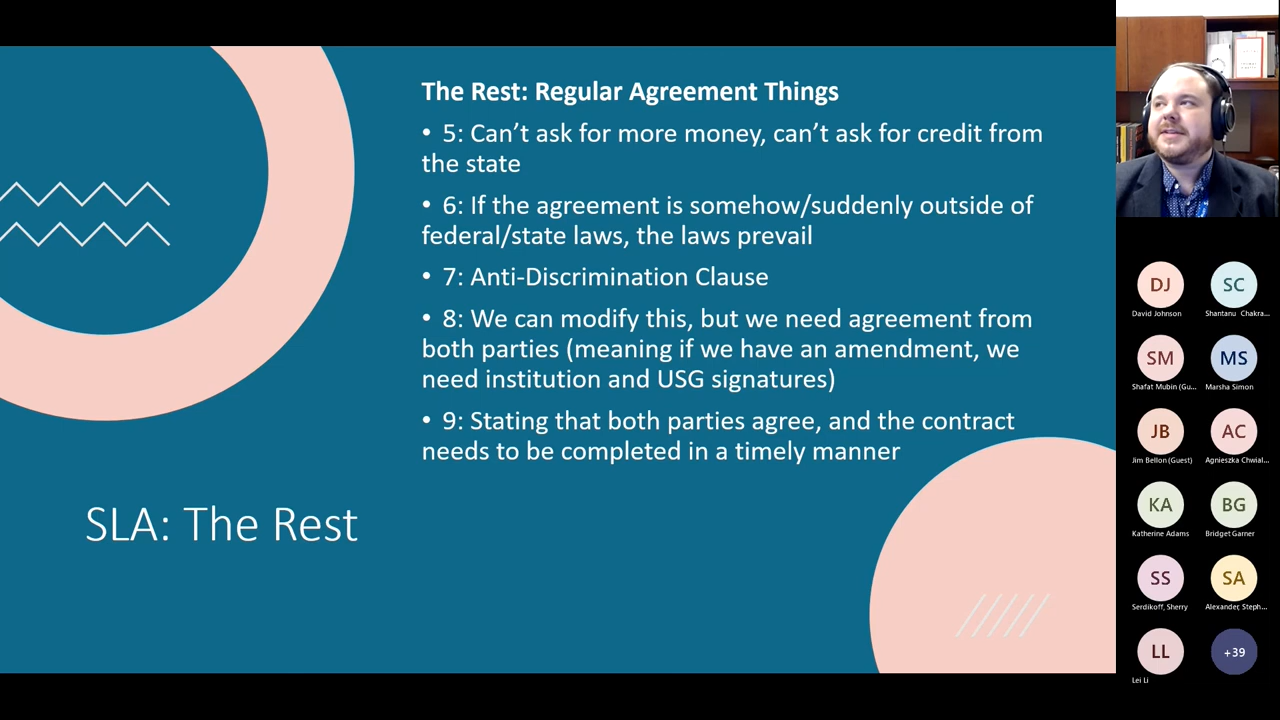 The Rest: Regular Agreement Things
• 5: Can’t ask for more money, can’t ask for credit from
the state
• 6: If the agreement is somehow/suddenly outside of
federal/state laws, the laws prevail
• 7: Anti-Discrimination Clause
• 8: We can modify this, but we need agreement from
both parties (meaning if we have an amendment, we
need institution and USG signatures)
• 9: Stating that both parties agree, and the contract
needs to be completed in a timely manner
SLA: The Rest
DJ
David Johnson
SC
Shantanu Chakra...
SM
Shafat Mubin (Gu...
MS
Marsha Simon
JB
Jim Bellon (Guest)
AC
Agnieszka Chwial...
KA
Katherine Adams
BG
Bridget Garner
SS
Serdikoff, Sherry
SA
Alexander, Steph...
LL
Lei Li
+39